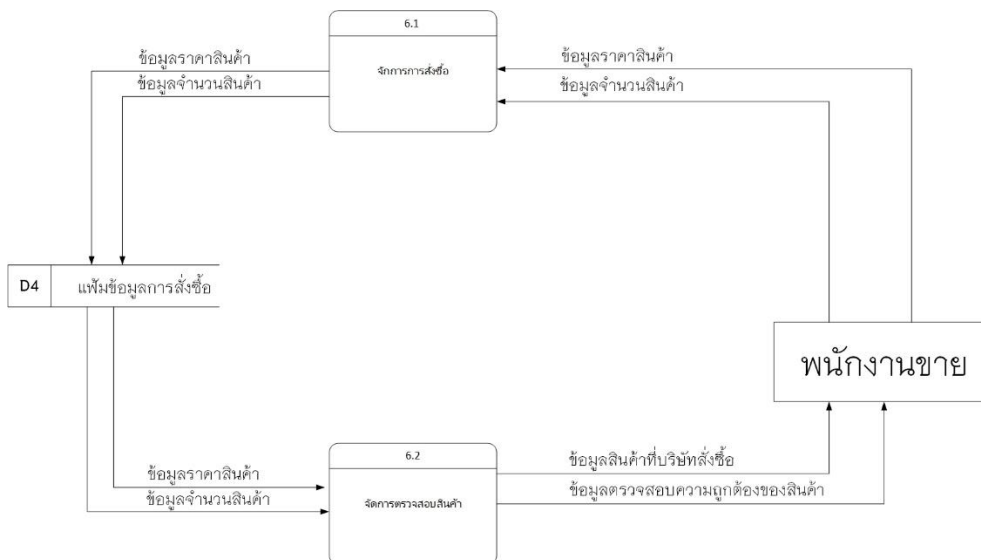 6.1
จักการการสั่งซื้อ
ข้อมูลราคาสินค้า
ข้อมูลจำนวนสินค้า
ข้อมูลราคาสินค้า
ข้อมูลจำนวนสินค้า
D4 แฟ้มข้อมูลการสั่งซื้อ
พนักงานขาย
6.2
จัดการตรวจสอบสินค้า
ข้อมูลราคาสินค้า
ข้อมูลจำนวนสินค้า
ข้อมูลสินค้าที่บริษัทสั่งซื้อ
ข้อมูลตรวจสอบความถูกต้องของสินค้า